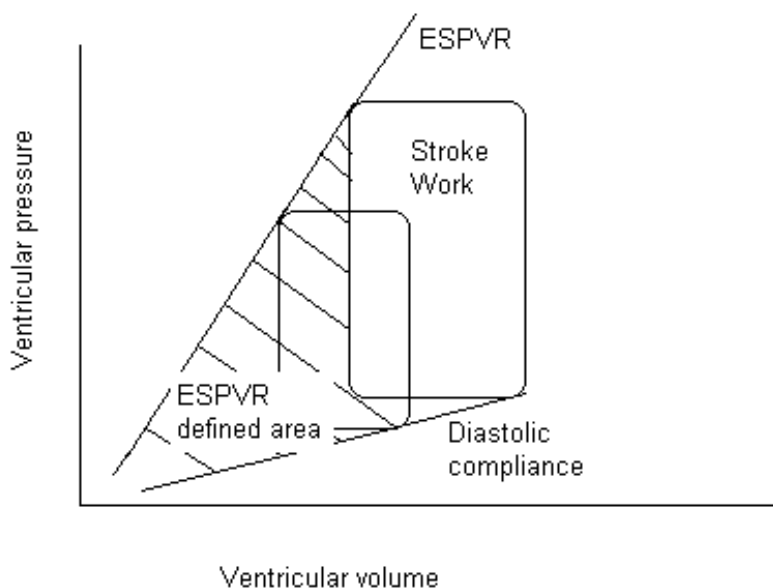 ESPVR
Stroke
Work
Ventricular pressure
ESPVR
defined area
Diastolic
compliance
Ventricular volume